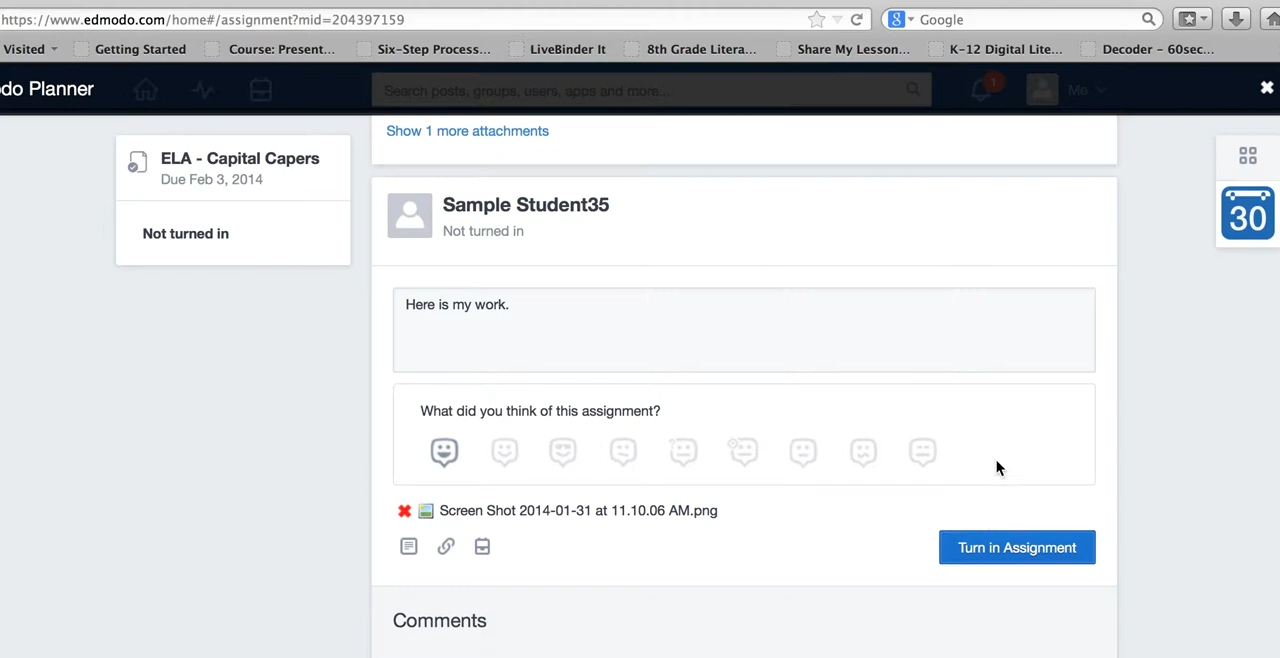 https://www.edmodo.com/home#/assignment?mid=204397159
Google
Visited
Getting Started
Course: Present...
Six-Step Process...
LiveBinder It
8th Grade Litera...
Share My Lesson...
K-12 Digital Lite...
Decoder - 60sec...
do Planner
Search posts, groups, users, apps and more...
1
Me
Show 1 more attachments
ELA - Capital Capers
Due Feb 3, 2014
Not turned in
30
Sample Student35
Not turned in
Here is my work.
What did you think of this assignment?
Screen Shot 2014-01-31 at 11.10.06 AM.png
Turn in Assignment
Comments